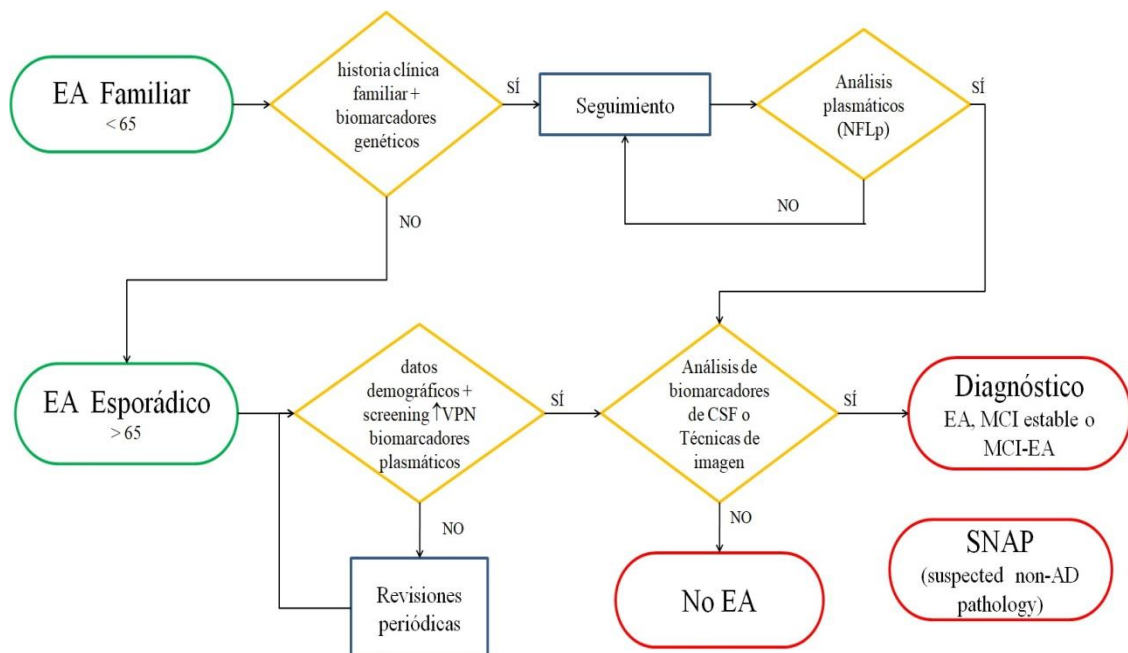 EA Familiar
< 65
historia clínica
familiar +
biomarcadores
genéticos
SÍ
Seguimiento
Análisis
plasmáticos
(NFLp)
SÍ
NO
NO
EA Esporádico
> 65
datos
demográficos +
screening ↑VPN
biomarcadores
plasmáticos
SÍ
Análisis de
biomarcadores
de CSF o
Técnicas de
imagen
SÍ
Diagnóstico
EA, MCI estable o
MCI-EA
NO
NO
Revisiones
periódicas
No EA
SNAP
(suspected non-AD
pathology)